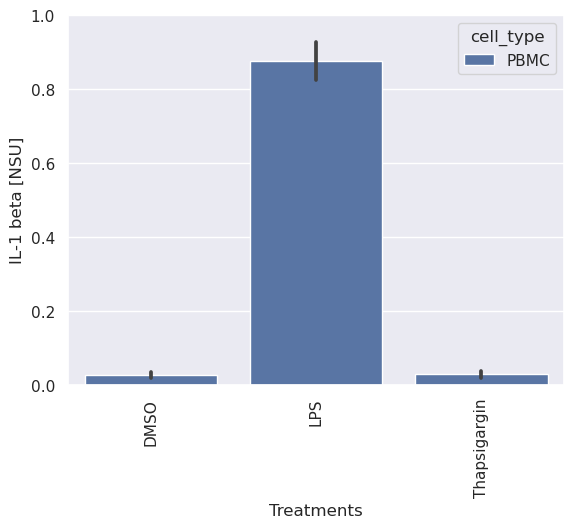 1.0
0.8
0.6
0.4
0.2
0.0
IL-1 beta [NSU]
cell_type
PBMC
DMSO
LPS
Thapsigargin
Treatments